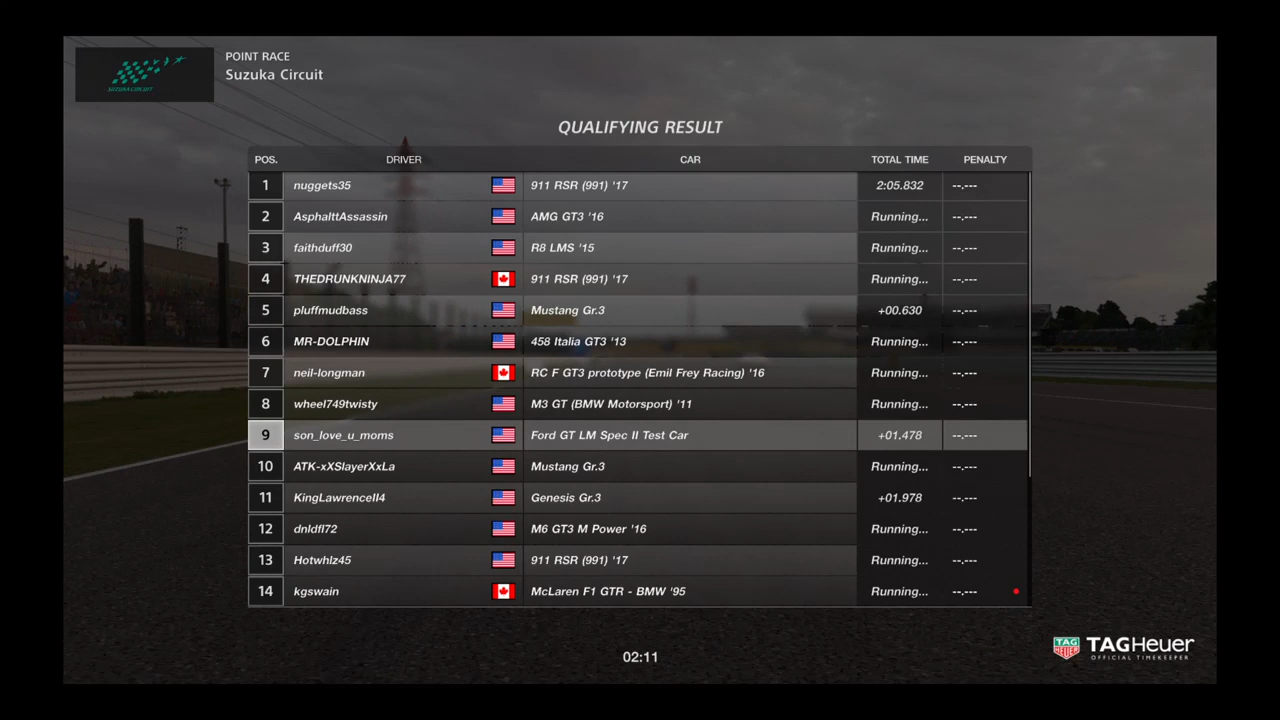 POINT RACE
Suzuka Circuit
SUZUKA CIRCUIT
QUALIFYING RESULT
POS. DRIVER CAR TOTAL TIME PENALTY
1 nuggets35 911 RSR (991) '17 2:05.832 --.---
2 AsphalttAssassin AMG GT3 '16 Running... --.---
3 faithduff30 R8 LMS '15 Running... --.---
4 THEDRUNKNINJA77 911 RSR (991) '17 Running... --.---
5 pluffmudbass Mustang Gr.3 +00.630 --.---
6 MR-DOLPHIN 458 Italia GT3 '13 Running... --.---
7 neil-longman RC F GT3 prototype (Emil Frey Racing) '16 Running... --.---
8 wheel749twisty M3 GT (BMW Motorsport) '11 Running... --.---
9 son_love_u_moms Ford GT LM Spec II Test Car +01.478 --.---
10 ATK-xXSlayerXxLa Mustang Gr.3 Running... --.---
11 KingLawrenceII4 Genesis Gr.3 +01.978 --.---
12 dnldfl72 M6 GT3 M Power '16 Running... --.---
13 Hotwhlz45 911 RSR (991) '17 Running... --.---
14 kgswain McLaren F1 GTR - BMW '95 Running... --.---
02:11
TAG HEUER TAGHeuer
OFFICIAL TIMEKEEPER